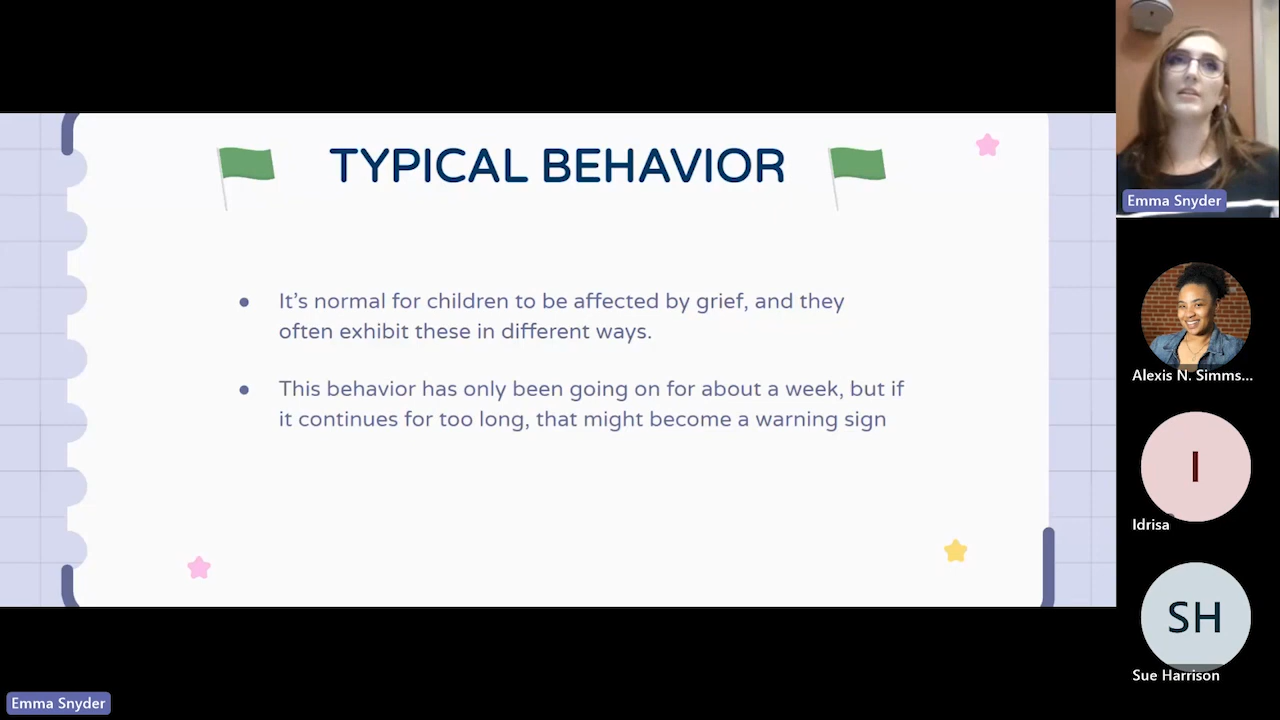 TYPICAL BEHAVIOR
It’s normal for children to be affected by grief, and they
often exhibit these in different ways.
This behavior has only been going on for about a week, but if
it continues for too long, that might become a warning sign
Emma Snyder
Alexis N. Simms...
I
Idrisa
SH
Sue Harrison
Emma Snyder